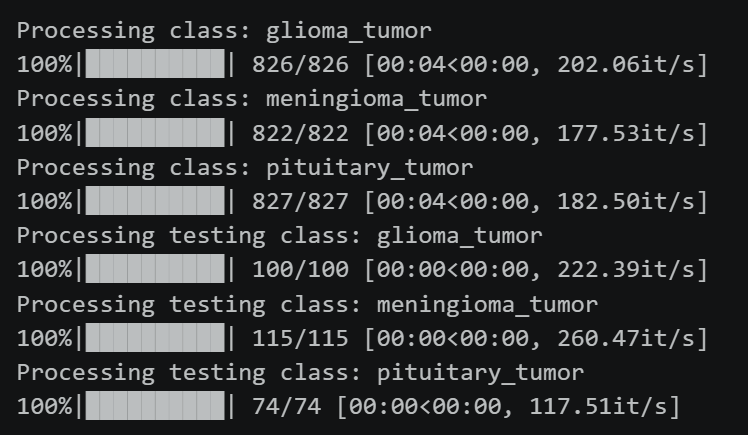 Processing class: glioma_tumor
100%|██████████| 826/826 [00:04<00:00, 202.06it/s]
Processing class: meningioma_tumor
100%|██████████| 822/822 [00:04<00:00, 177.53it/s]
Processing class: pituitary_tumor
100%|██████████| 827/827 [00:04<00:00, 182.50it/s]
Processing testing class: glioma_tumor
100%|██████████| 100/100 [00:00<00:00, 222.39it/s]
Processing testing class: meningioma_tumor
100%|██████████| 115/115 [00:00<00:00, 260.47it/s]
Processing testing class: pituitary_tumor
100%|██████████| 74/74 [00:00<00:00, 117.51it/s]